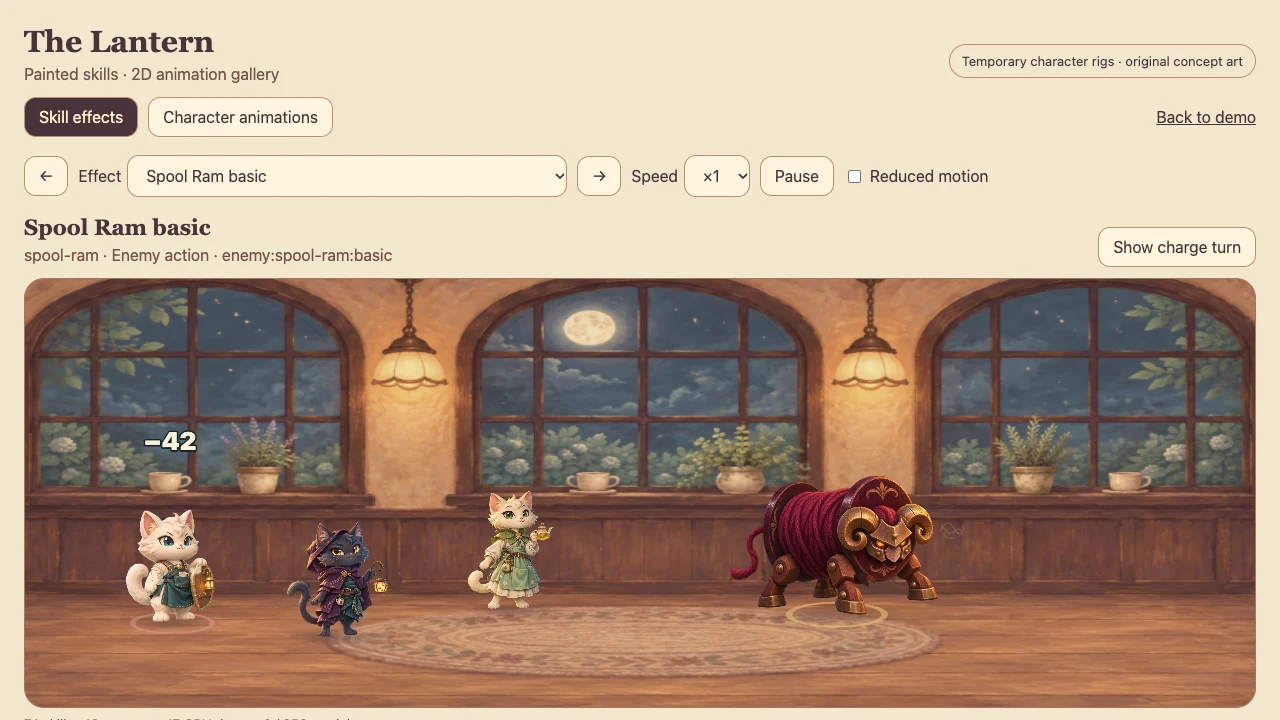 The Lantern
Painted skills · 2D animation gallery
Temporary character rigs · original concept art
Skill effects
Character animations
Back to demo
← Effect Spool Ram basic → Speed ×1 Pause Reduced motion
Spool Ram basic
spool-ram · Enemy action · enemy:spool-ram:basic
Show charge turn
−42